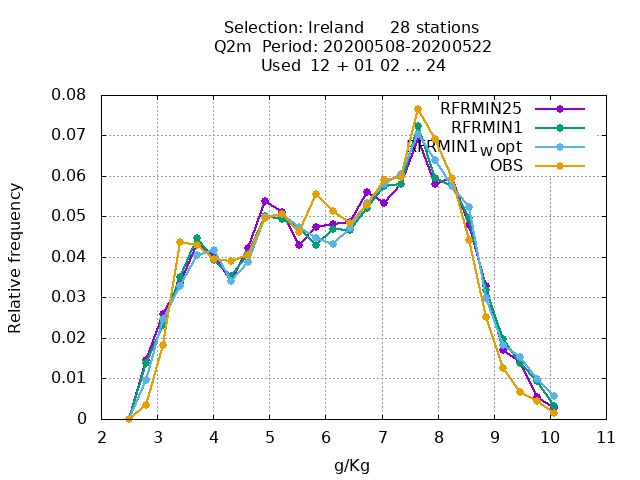 Selection: Ireland     28 stations
Q2m  Period: 20200508-20200522
Used  12 + 01 02 ... 24
0.08
0.07
0.06
0.05
0.04
0.03
0.02
0.01
0
Relative frequency
RFRMIN25
RFRMIN1
RFRMIN1w opt
OBS
2 3 4 5 6 7 8 9 10 11
g/Kg